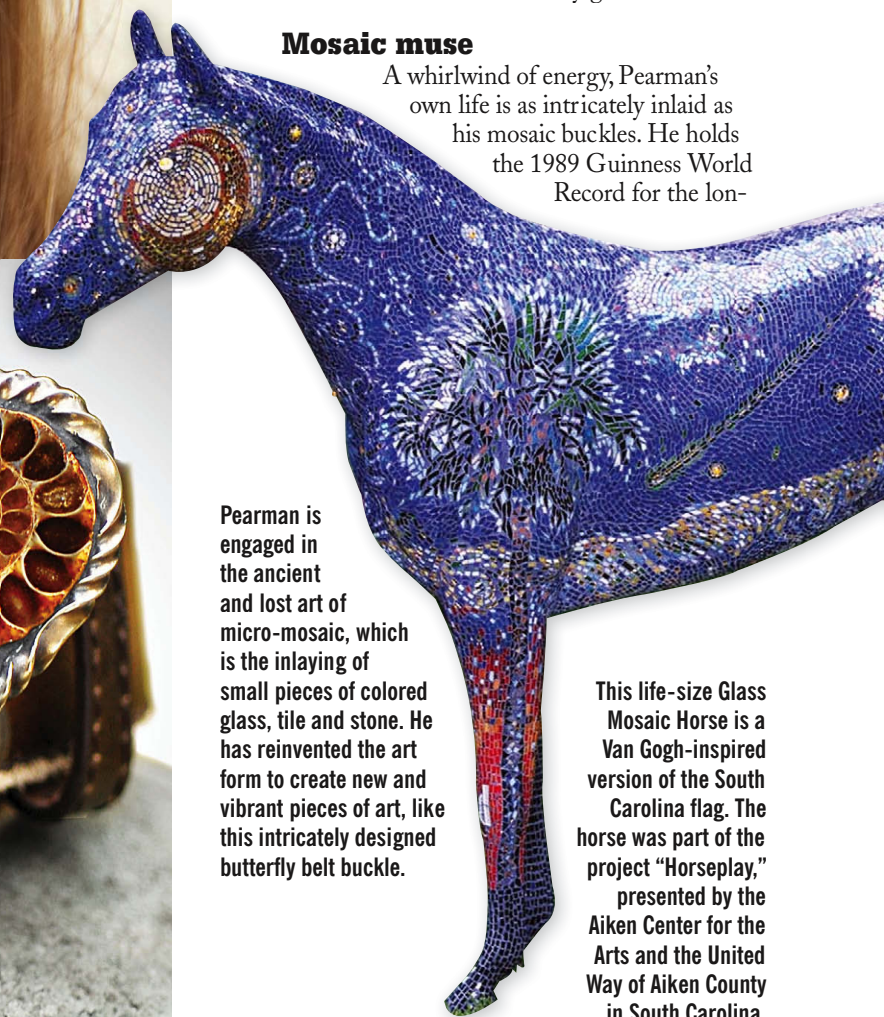 Mosaic muse
A whirlwind of energy, Pearman’s
own life is as intricately inlaid as
his mosaic buckles. He holds
the 1989 Guinness World
Record for the lon-
Pearman is
engaged in
the ancient
and lost art of
micro-mosaic, which
is the inlaying of
small pieces of colored
glass, tile and stone. He
has reinvented the art
form to create new and
vibrant pieces of art, like
this intricately designed
butterfly belt buckle.
This life-size Glass
Mosaic Horse is a
Van Gogh-inspired
version of the South
Carolina flag. The
horse was part of the
project “Horseplay,”
presented by the
Aiken Center for the
Arts and the United
Way of Aiken County
in South Carolina.